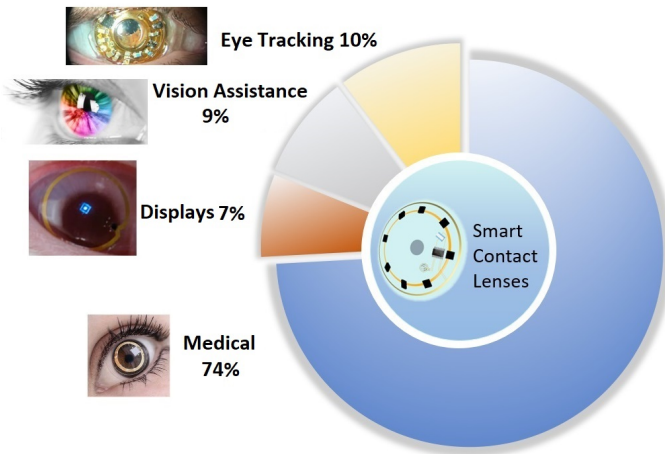 Eye Tracking 10%
Vision Assistance
9%
Displays 7%
Medical
74%
Smart
Contact
Lenses